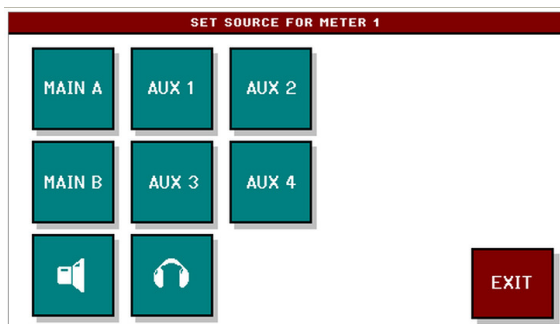 SET SOURCE FOR METER 1
MAIN A
AUX 1
AUX 2
MAIN B
AUX 3
AUX 4
EXIT